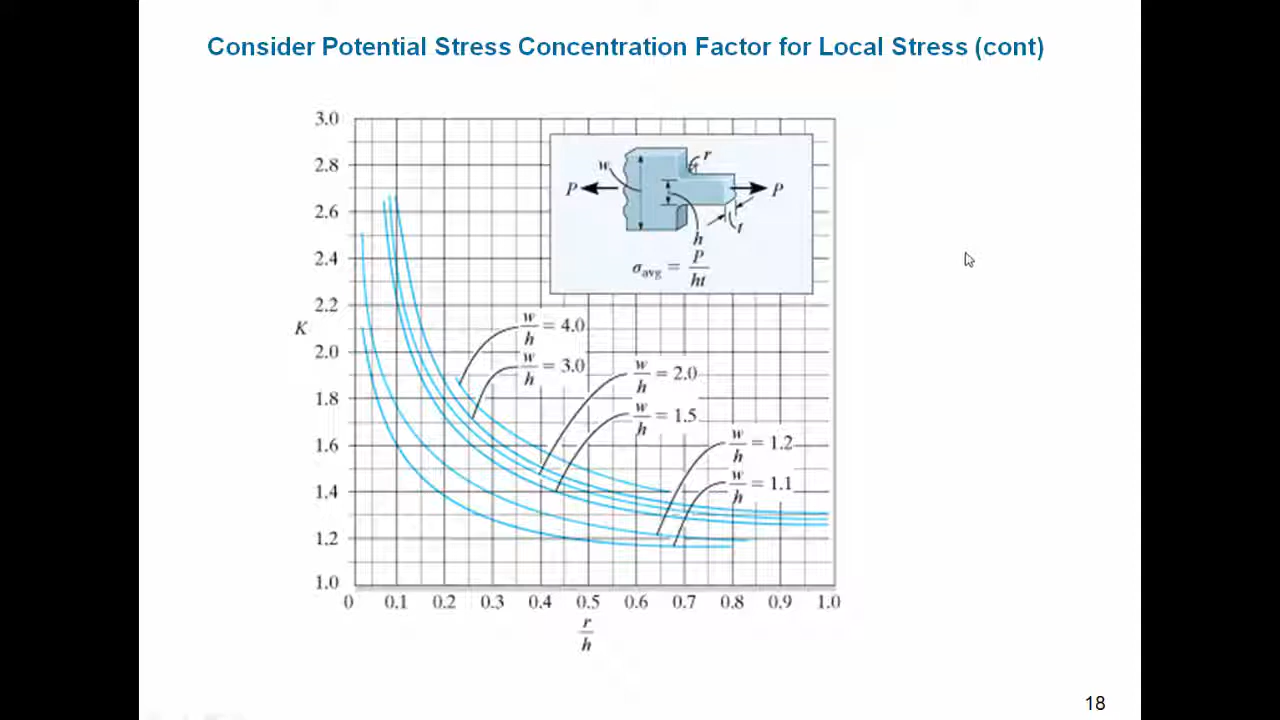 Consider Potential Stress Concentration Factor for Local Stress (cont)
3.0
2.8
2.6
2.4
2.2
K
2.0
1.8
1.6
1.4
1.2
1.0
w
r
P
P
h
t
σavg = P/ht
w/h = 4.0
w/h = 3.0
w/h = 2.0
w/h = 1.5
w/h = 1.2
w/h = 1.1
0 0.1 0.2 0.3 0.4 0.5 0.6 0.7 0.8 0.9 1.0
r/h
18